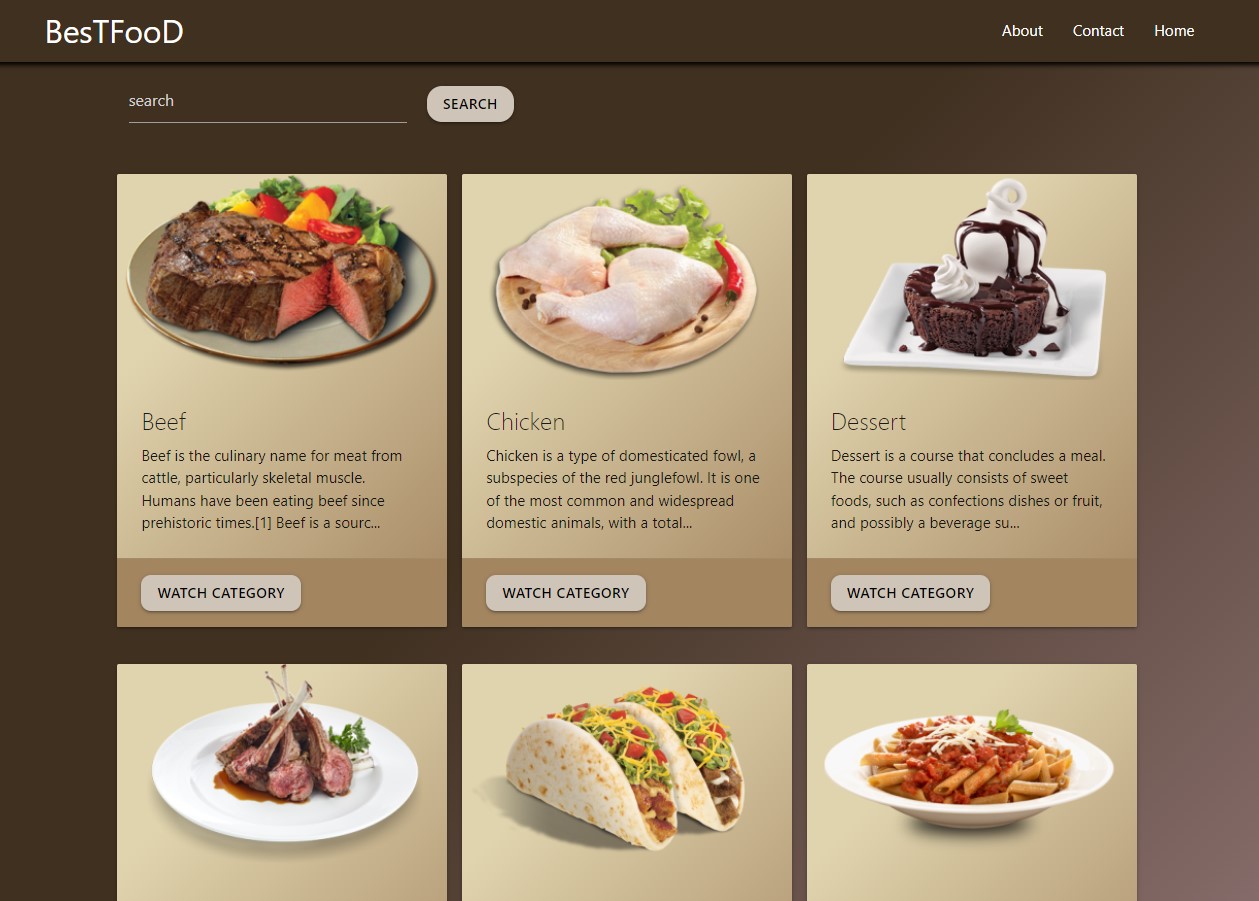 BesTFooD
About
Contact
Home
search
SEARCH
Beef
Beef is the culinary name for meat from
cattle, particularly skeletal muscle.
Humans have been eating beef since
prehistoric times.[1] Beef is a sourc...
WATCH CATEGORY
Chicken
Chicken is a type of domesticated fowl, a
subspecies of the red junglefowl. It is one
of the most common and widespread
domestic animals, with a total...
WATCH CATEGORY
Dessert
Dessert is a course that concludes a meal.
The course usually consists of sweet
foods, such as confections dishes or fruit,
and possibly a beverage su...
WATCH CATEGORY